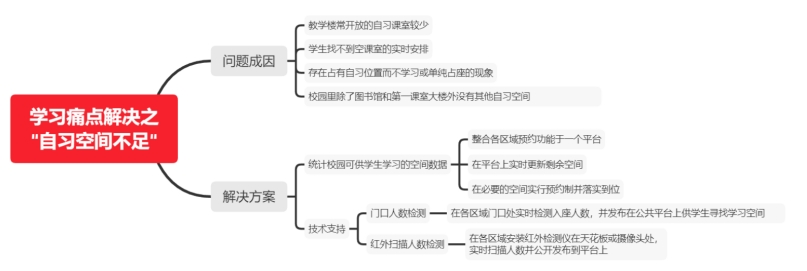 学习痛点解决之
"自习空间不足"
问题成因
教学楼常开放的自习课室较少
学生找不到空课室的实时安排
存在占有自习位置而不学习或单纯占座的现象
校园里除了图书馆和第一课室大楼外没有其他自习空间
解决方案
统计校园可供学生学习的空间数据
整合各区域预约功能于一个平台
在平台上实时更新剩余空间
在必要的空间实行预约制并落实到位
技术支持
门口人数检测
在各区域门口处实时检测入座人数，并发布在公共平台上供学生寻找学习空间
红外扫描人数检测
在各区域安装红外检测仪在天花板或摄像头处，
实时扫描人数并公开发布到平台上